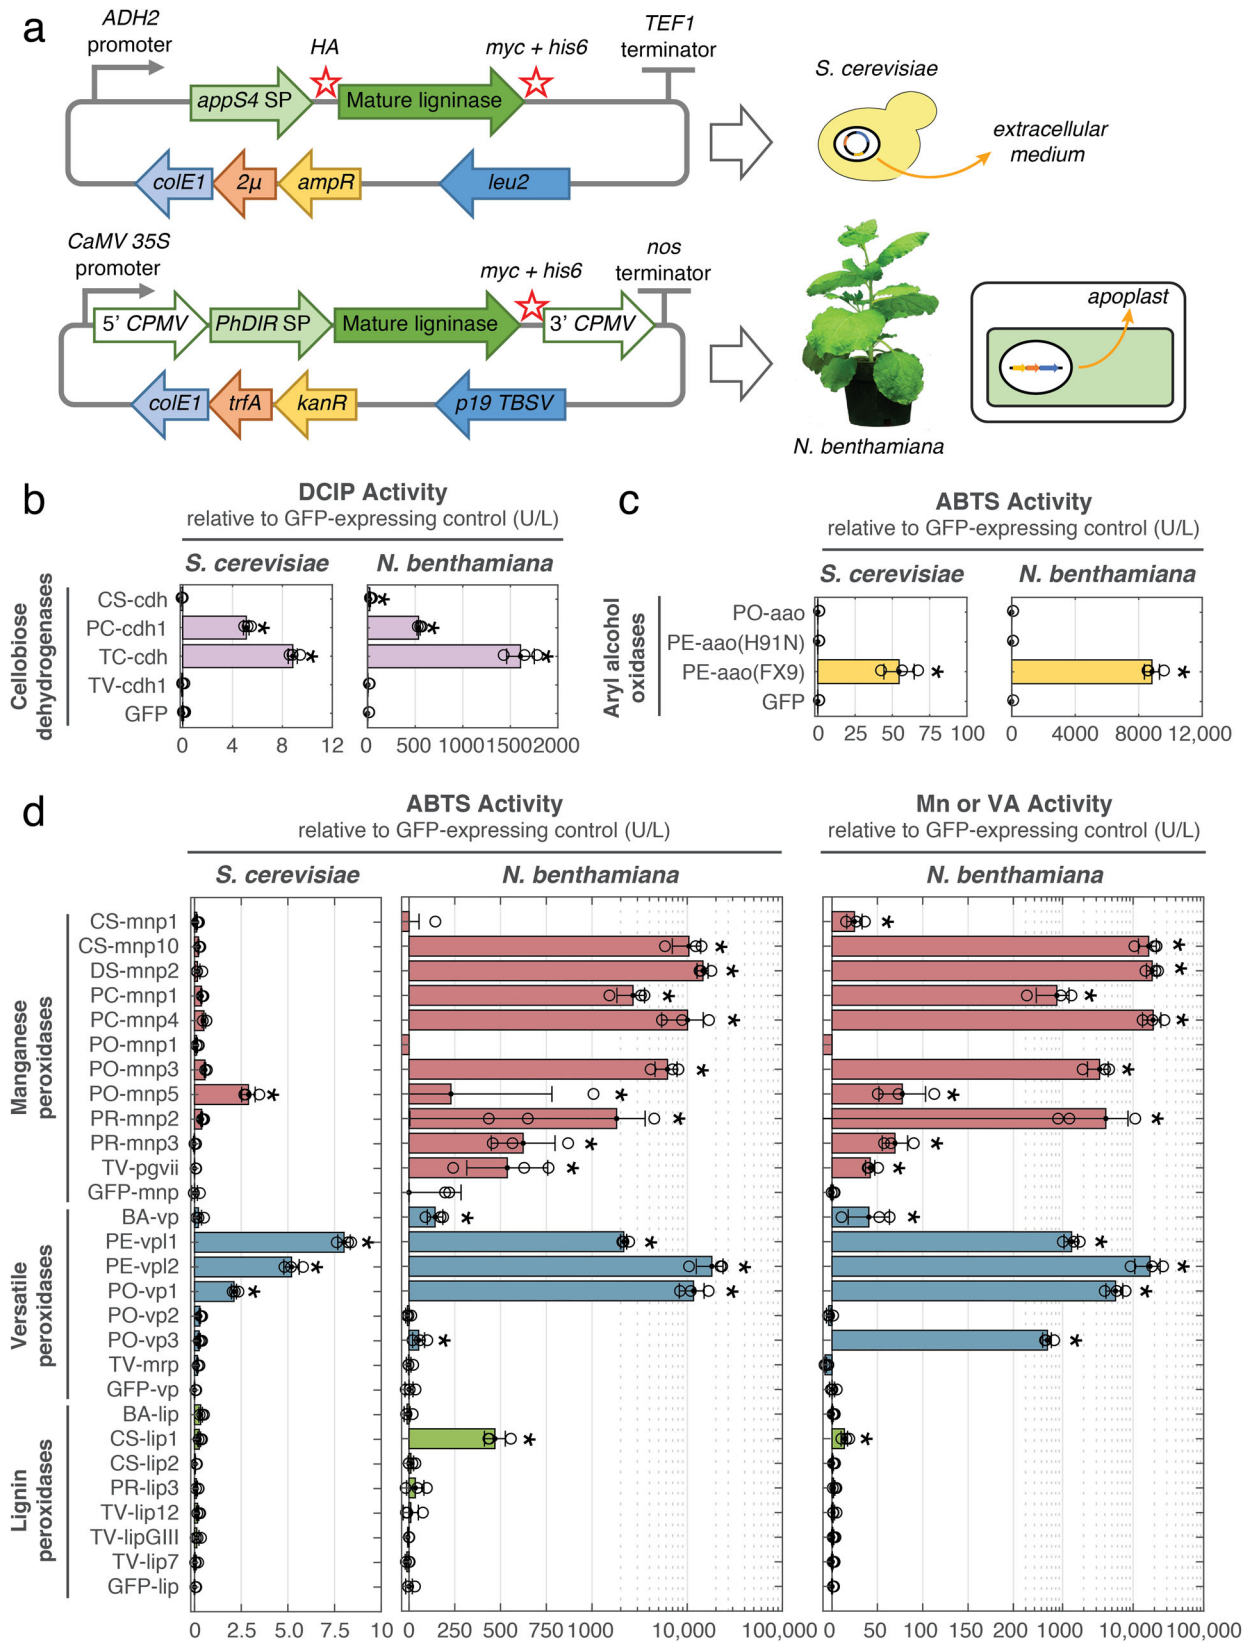 a
ADH2
promoter
HA
myc + his6
TEF1
terminator
appS4 SP
Mature ligninase
colE1
2μ
ampR
leu2
S. cerevisiae
extracellular
medium
CaMV 35S
promoter
myc + his6
nos
terminator
5' CPMV
PhDIR SP
Mature ligninase
3' CPMV
colE1
trfA
kanR
p19 TBSV
apoplast
N. benthamiana
b
DCIP Activity
relative to GFP-expressing control (U/L)
S. cerevisiae
N. benthamiana
Cellobiose
dehydrogenases
CS-cdh
*
PC-cdh1
* *
TC-cdh
* *
TV-cdh1
GFP
0 4 8 12
0 500 1000 1500 2000
c
ABTS Activity
relative to GFP-expressing control (U/L)
S. cerevisiae
N. benthamiana
Aryl alcohol
oxidases
PO-aao
PE-aao(H91N)
PE-aao(FX9)
* *
GFP
0 25 50 75 100
0 4000 8000 12,000
d
ABTS Activity
relative to GFP-expressing control (U/L)
S. cerevisiae
N. benthamiana
Mn or VA Activity
relative to GFP-expressing control (U/L)
N. benthamiana
Manganese
peroxidases
CS-mnp1
*
CS-mnp10
* *
DS-mnp2
* *
PC-mnp1
* *
PC-mnp4
* *
PO-mnp1
PO-mnp3
* *
PO-mnp5
* * *
PR-mnp2
* *
PR-mnp3
* *
TV-pgvii
* *
GFP-mnp
Versatile
peroxidases
BA-vp
* *
PE-vpl1
* * *
PE-vpl2
* * *
PO-vp1
* * *
PO-vp2
PO-vp3
* *
TV-mrp
GFP-vp
Lignin
peroxidases
BA-lip
CS-lip1
* *
CS-lip2
PR-lip3
TV-lip12
TV-lipGIII
TV-lip7
GFP-lip
0 2.5 5.0 7.5 10
0 250 750 1000 10,000 100,000
0 50 100 1000 10,000 100,000